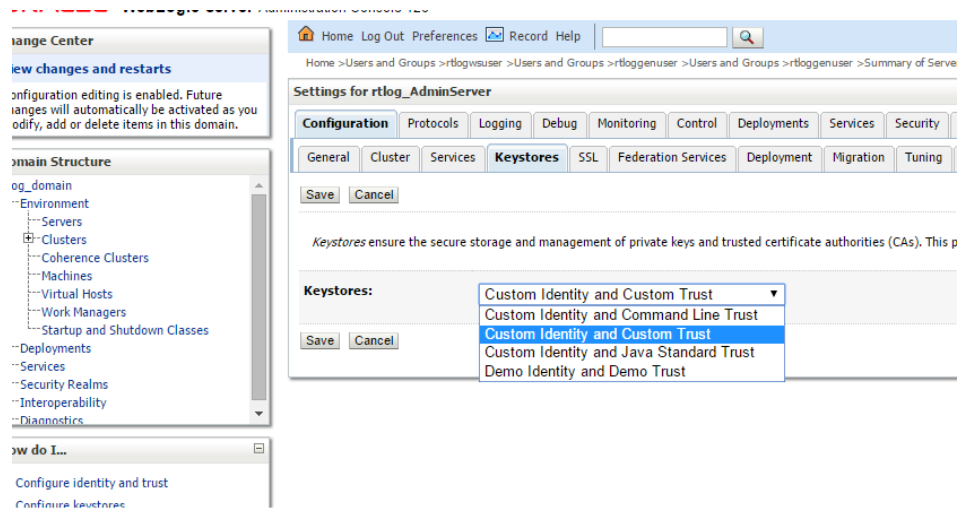 Home Log Out Preferences Record Help
Home >Users and Groups >rtlogwsuser >Users and Groups >rtloggenuser >Users and Groups >rtloggenuser >Summary of Serve
hange Center
iew changes and restarts
onfiguration editing is enabled. Future
hanges will automatically be activated as you
odify, add or delete items in this domain.
omain Structure
og_domain
Environment
Servers
Clusters
Coherence Clusters
Machines
Virtual Hosts
Work Managers
Startup and Shutdown Classes
Deployments
Services
Security Realms
Interoperability
Diagnostics
ow do I...
Configure identity and trust
Configure keystores
Settings for rtlog_AdminServer
Configuration Protocols Logging Debug Monitoring Control Deployments Services Security
General Cluster Services Keystores SSL Federation Services Deployment Migration Tuning
Save Cancel
Keystores ensure the secure storage and management of private keys and trusted certificate authorities (CAs). This p
Keystores: Custom Identity and Custom Trust
Custom Identity and Command Line Trust
Custom Identity and Custom Trust
Custom Identity and Java Standard Trust
Demo Identity and Demo Trust
Save Cancel